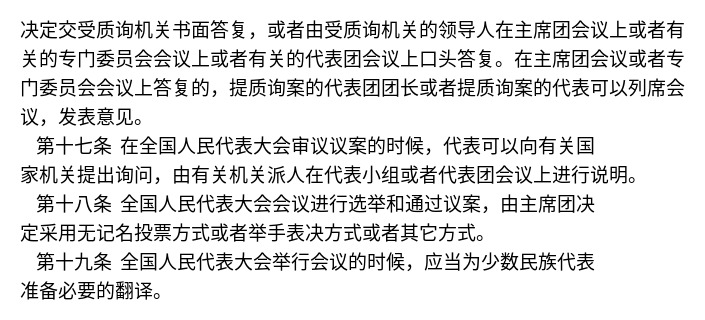 决定交受质询机关书面答复，或者由受质询机关的领导人在主席团会议上或者有
关的专门委员会会议上或者有关的代表团会议上口头答复。在主席团会议或者专
门委员会会议上答复的，提质询案的代表团团长或者提质询案的代表可以列席会
议，发表意见。
第十七条 在全国人民代表大会审议议案的时候，代表可以向有关国
家机关提出询问，由有关机关派人在代表小组或者代表团会议上进行说明。
第十八条 全国人民代表大会会议进行选举和通过议案，由主席团决
定采用无记名投票方式或者举手表决方式或者其它方式。
第十九条 全国人民代表大会举行会议的时候，应当为少数民族代表
准备必要的翻译。